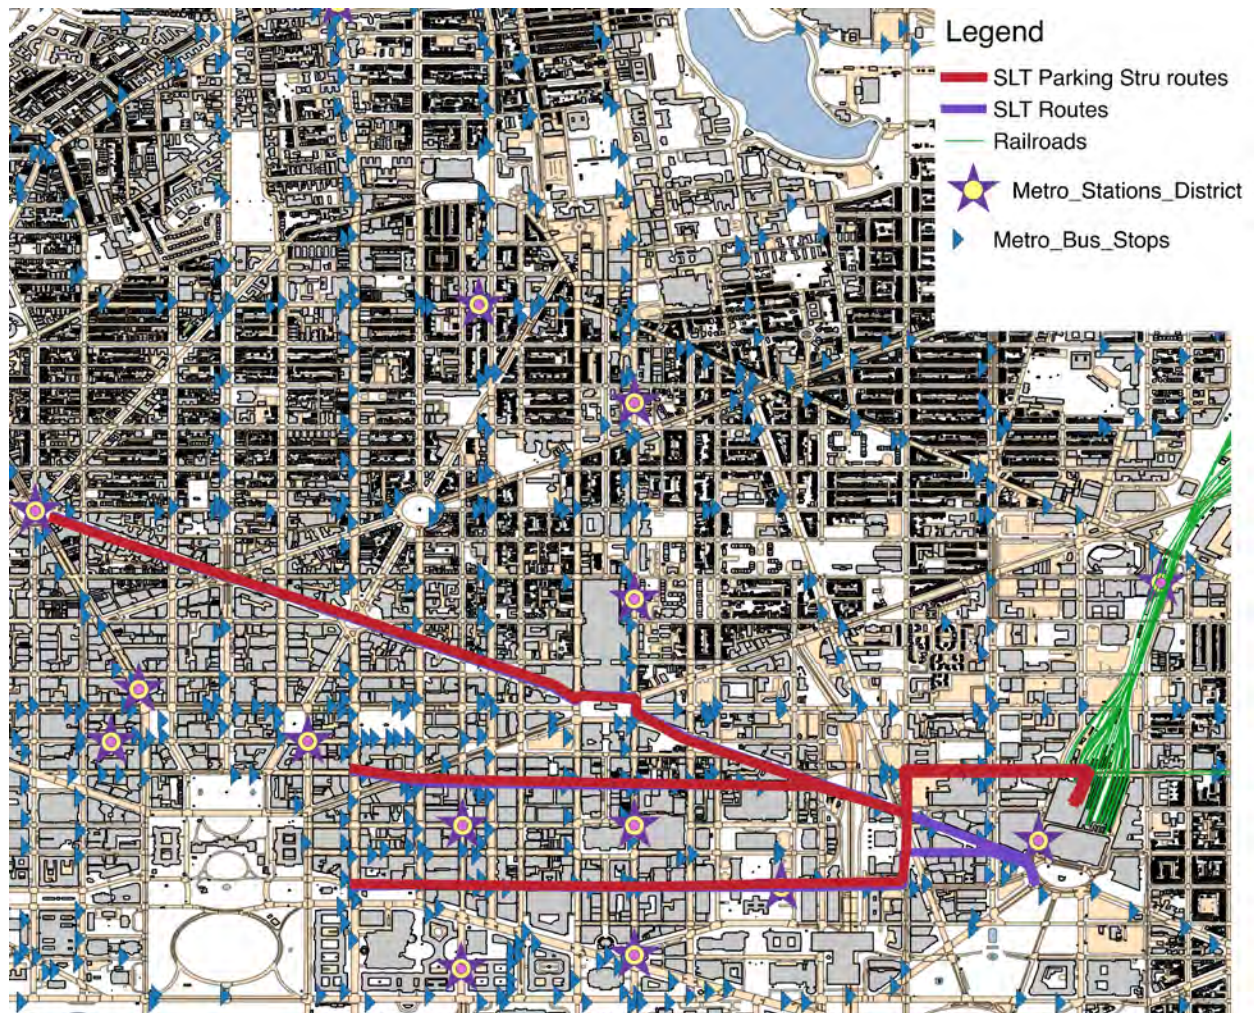 Legend
SLT Parking Stru routes
SLT Routes
Railroads
Metro_Stations_District
Metro_Bus_Stops